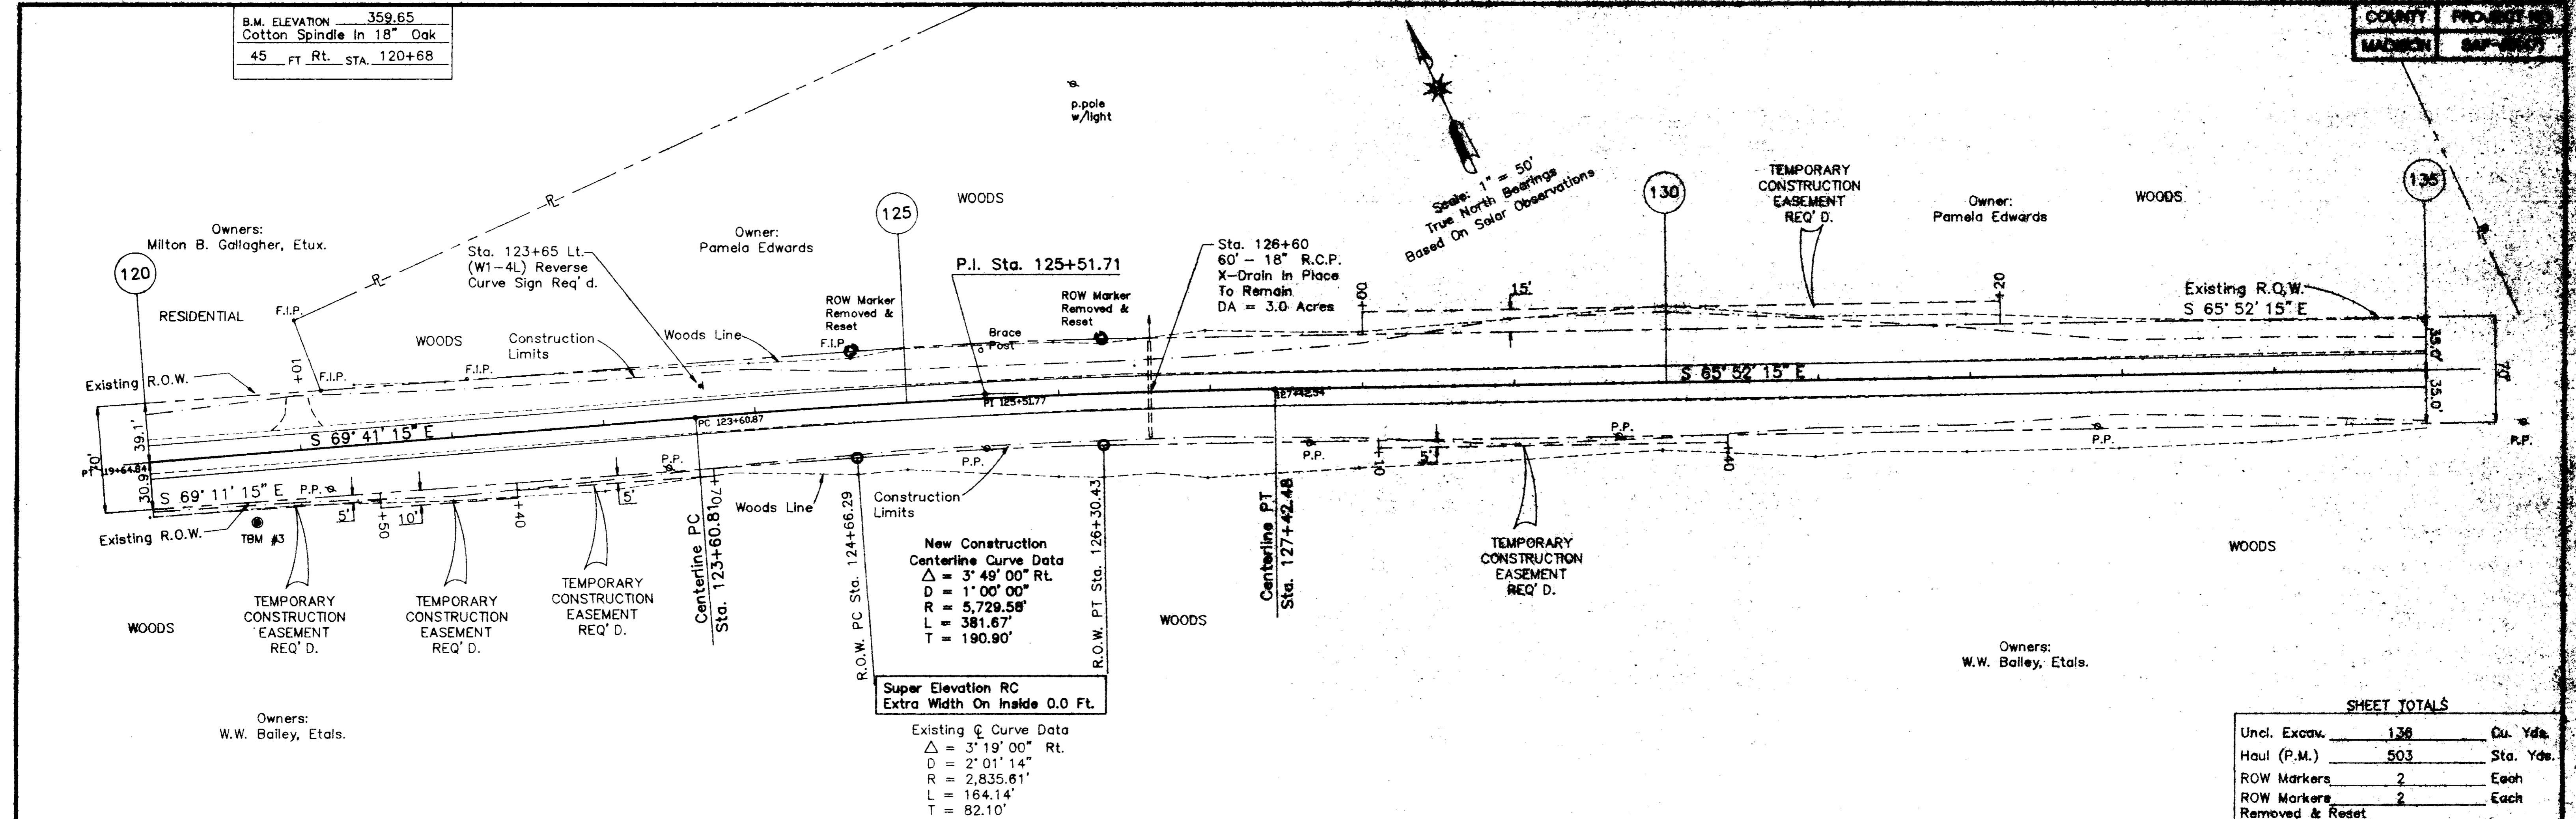 B.M. ELEVATION 359.65
Cotton Spindle In 18" Oak
45 FT Rt. STA. 120+68
COUNTY
MADISON
p.pole
w/light
Scale: 1" = 50'
True North Bearings
Based On Solar Observations
Owners:
Milton B. Gallagher, Etux.
120
RESIDENTIAL
F.I.P.
WOODS
Construction
Limits
F.I.P.
F.I.P.
+01
Existing R.O.W.
Sta. 123+65 Lt.
(W1-4L) Reverse
Curve Sign Req'd.
Woods Line
Owner:
Pamela Edwards
125
WOODS
ROW Marker
Removed &
Reset
F.I.P.
P.I. Sta. 125+51.71
Brace
Post
ROW Marker
Removed &
Reset
Sta. 126+60
60' - 18" R.C.P.
X-Drain In Place
To Remain
DA = 3.0 Acres
+00
15'
130
TEMPORARY
CONSTRUCTION
EASEMENT
REQ'D.
Owner:
Pamela Edwards
WOODS
135
+20
Existing R.O.W.
S 65° 52' 15" E
R
R
R
70'
39.1'
30.9'
S 69° 41' 15" E
PC 123+60.87
PI 125+51.77
127+42.54
S 65° 52' 15" E
35.0'
35.0'
70'
S 69° 11' 15" E
P.P.
Existing R.O.W.
TBM #3
5'
+50
10'
+40
5'
P.P.
+70
Woods Line
Construction
Limits
P.P.
P.P.
+10
5'
P.P.
+40
P.P.
P.P.
Centerline PC
Sta. 123+60.81
R.O.W. PC Sta. 124+66.29
R.O.W. PT Sta. 126+30.43
Centerline PT
Sta. 127+42.48
New Construction
Centerline Curve Data
Δ = 3° 49' 00" Rt.
D = 1° 00' 00"
R = 5,729.58'
L = 381.67'
T = 190.90'
Super Elevation RC
Extra Width On Inside 0.0 Ft.
Existing ℄ Curve Data
Δ = 3° 19' 00" Rt.
D = 2° 01' 14"
R = 2,835.61'
L = 164.14'
T = 82.10'
TEMPORARY
CONSTRUCTION
EASEMENT
REQ'D.
TEMPORARY
CONSTRUCTION
EASEMENT
REQ'D.
TEMPORARY
CONSTRUCTION
EASEMENT
REQ'D.
TEMPORARY
CONSTRUCTION
EASEMENT
REQ'D.
WOODS
WOODS
WOODS
Owners:
W.W. Bailey, Etals.
Owners:
W.W. Bailey, Etals.
SHEET TOTALS
Uncl. Excav. 136 Cu. Yds.
Haul (P.M.) 503 Sta. Yds.
ROW Markers 2 Each
ROW Markers 2 Each
Removed & Reset